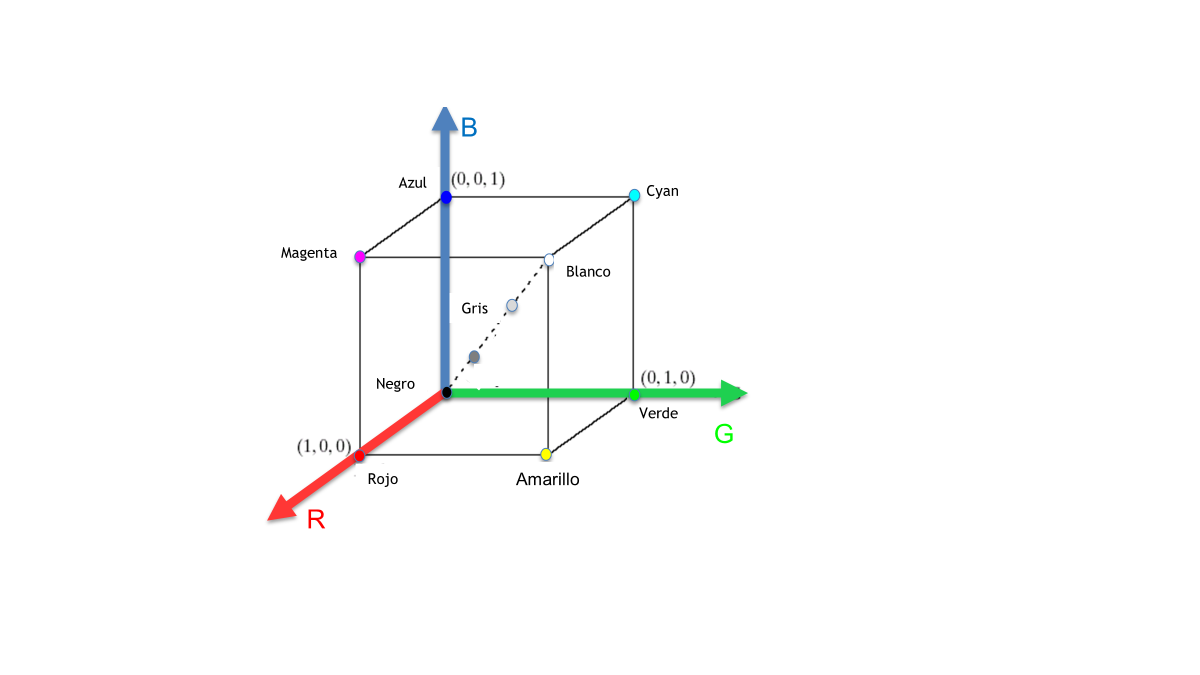 B
Azul
(0, 0, 1)
Cyan
Magenta
Blanco
Gris
Negro
(0, 1, 0)
Verde
G
(1, 0, 0)
Rojo
Amarillo
R